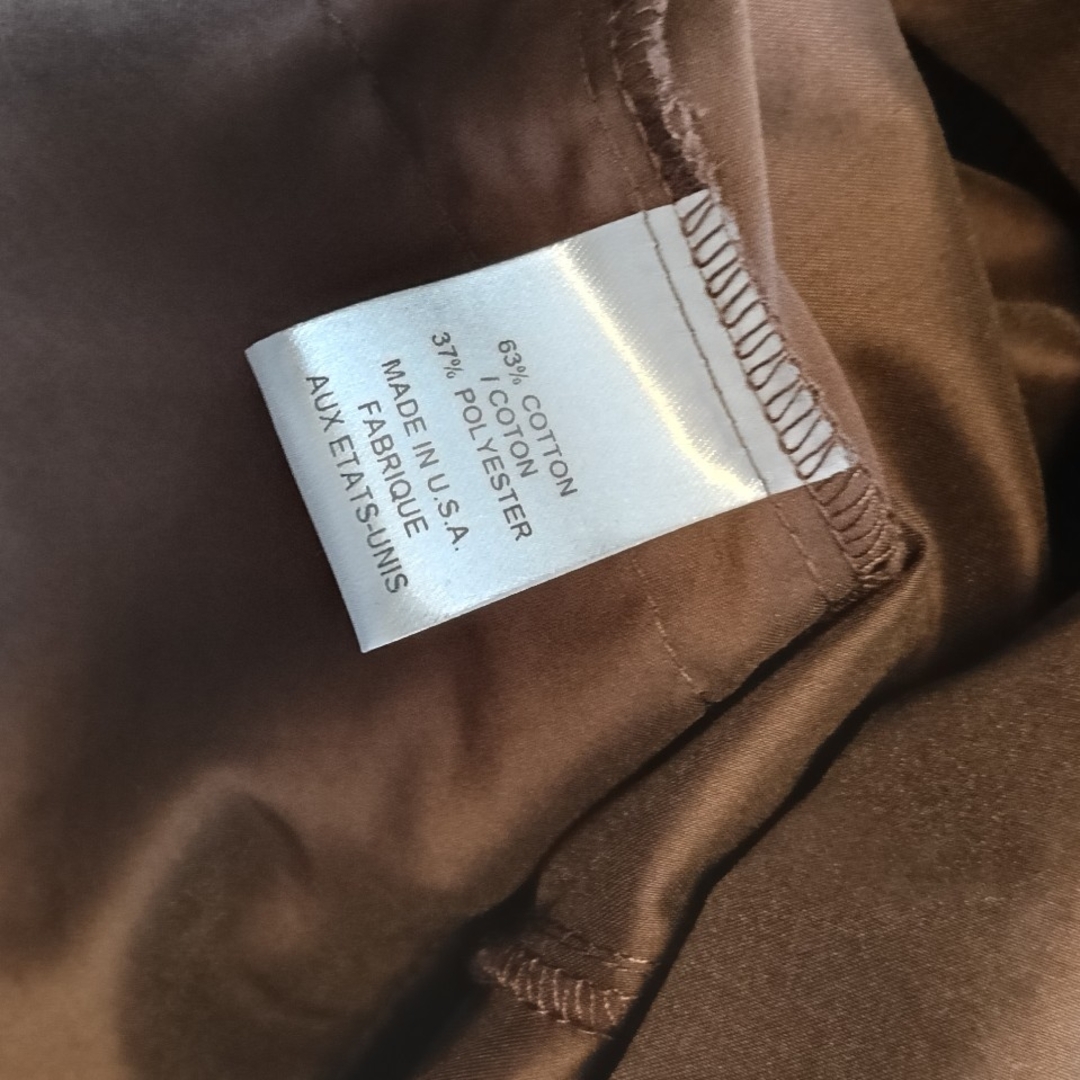 63% COTTON
/ COTON
37% POLYESTER
MADE IN U.S.A.
FABRIQUE
AUX ETATS-UNIS